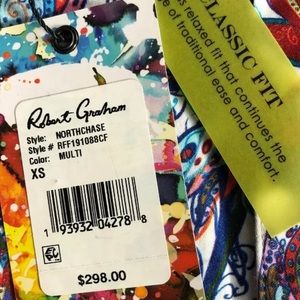 Robert Graham
Style: NORTHCHASE
Style # RFF191088CF
Color: MULTI
XS
1 93932 04278 8
$298.00
CLASSIC FIT
relaxed fit that continues the
of traditional ease and comfort.